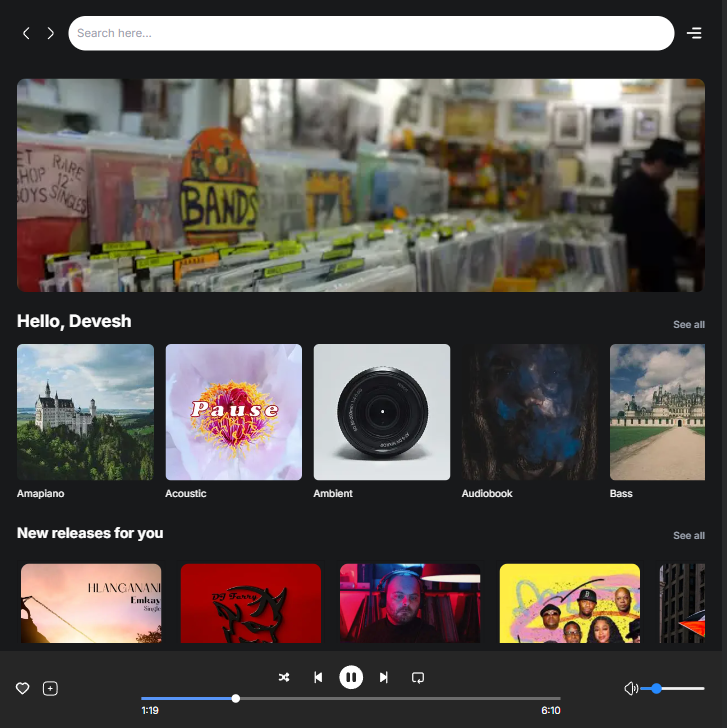 Search here...
ET
SHOP
BOYS
RARE
12"
SINGLES
BANDS
Hello, Devesh
See all
Pause
Amapiano
Acoustic
Ambient
Audiobook
Bass
New releases for you
See all
HLANGANANI
Emkay
Single
DJ Fanky
1:19
6:10